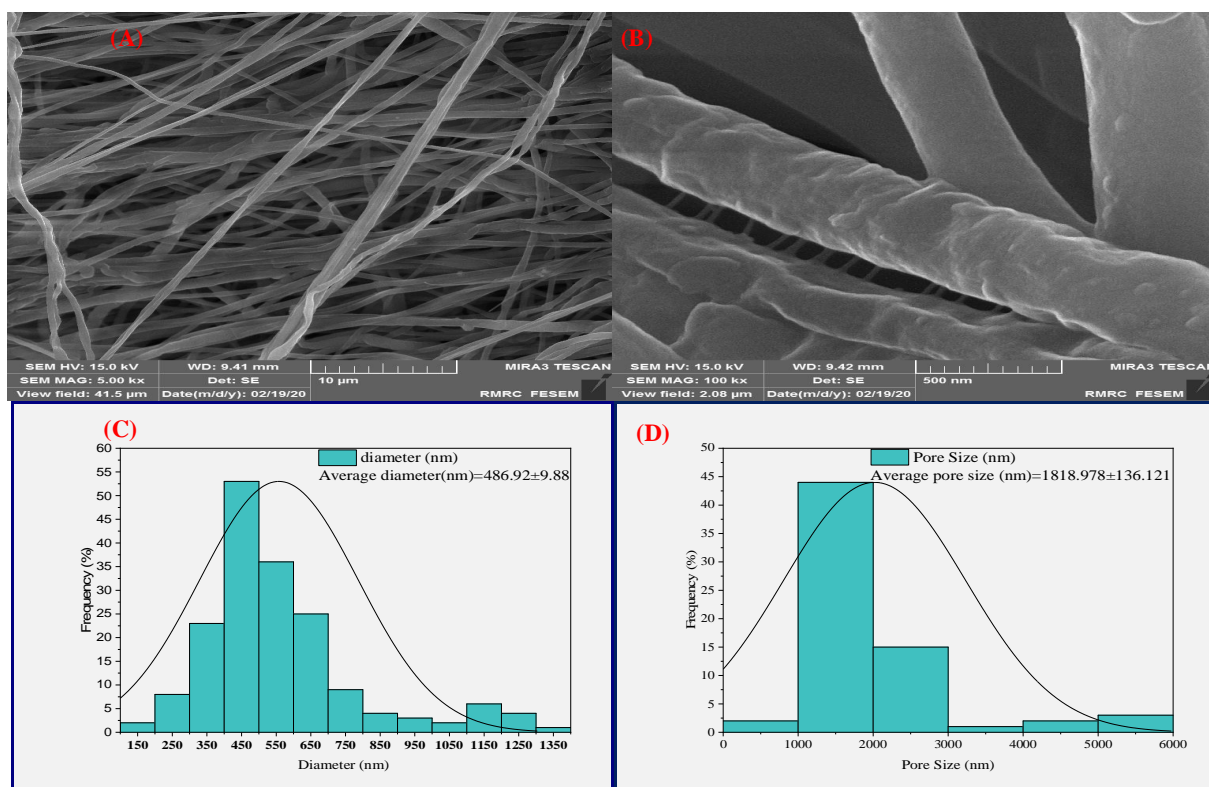 (A)
SEM HV: 15.0 kV WD: 9.41 mm MIRA3 TESCAN
SEM MAG: 5.00 kx Det: SE 10 µm
View field: 41.5 µm Date(m/d/y): 02/19/20 RMRC FESEM
(B)
SEM HV: 15.0 kV WD: 9.42 mm MIRA3 TESCAN
SEM MAG: 100 kx Det: SE 500 nm
View field: 2.08 µm Date(m/d/y): 02/19/20 RMRC FESEM
(C)
diameter (nm)
Average diameter(nm)=486.92±9.88
Frequency (%)
60
55
50
45
40
35
30
25
20
15
10
5
0
150 250 350 450 550 650 750 850 950 1050 1150 1250 1350
Diameter (nm)
(D)
Pore Size (nm)
Average pore size (nm)=1818.978±136.121
Frequency (%)
50
45
40
35
30
25
20
15
10
5
0
0 1000 2000 3000 4000 5000 6000
Pore Size (nm)